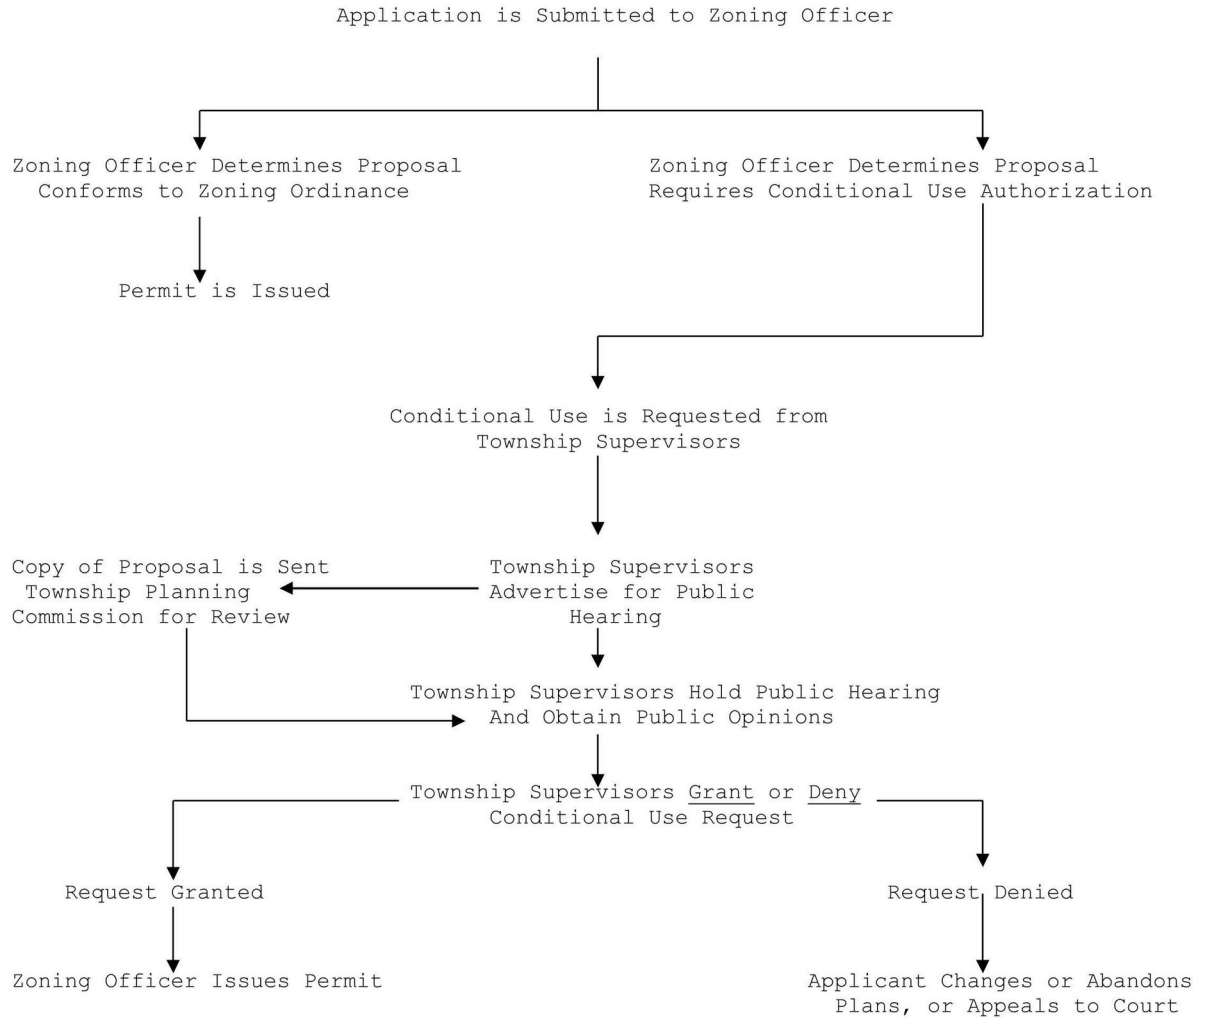 Application is Submitted to Zoning Officer
Zoning Officer Determines Proposal
Conforms to Zoning Ordinance
Zoning Officer Determines Proposal
Requires Conditional Use Authorization
Permit is Issued
Conditional Use is Requested from
Township Supervisors
Copy of Proposal is Sent
Township Planning
Commission for Review
Township Supervisors
Advertise for Public
Hearing
Township Supervisors Hold Public Hearing
And Obtain Public Opinions
Township Supervisors Grant or Deny
Conditional Use Request
Request Granted
Request Denied
Zoning Officer Issues Permit
Applicant Changes or Abandons
Plans, or Appeals to Court